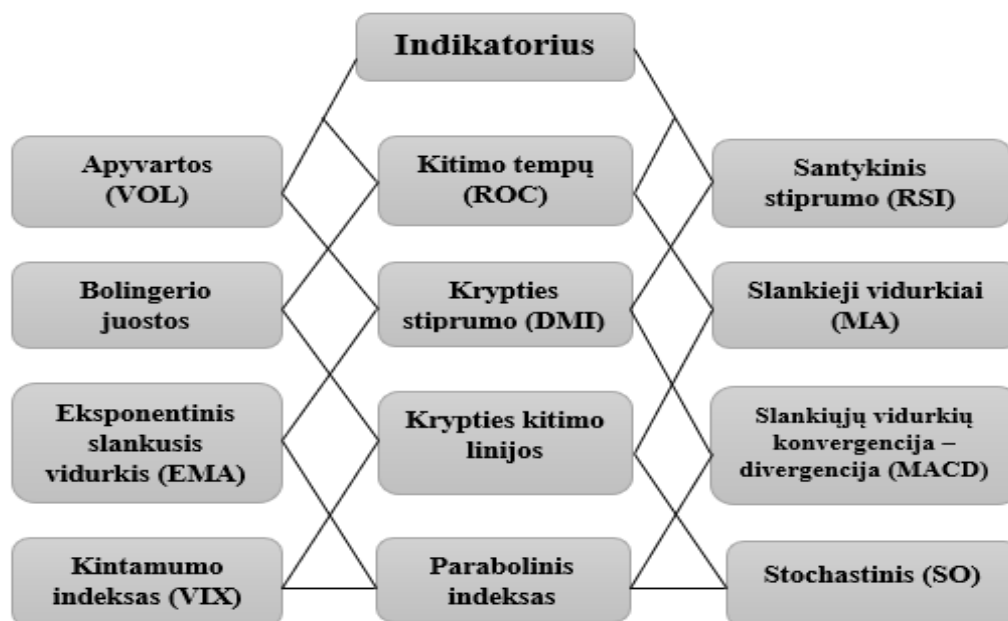 Indikatorius
Apyvartos
(VOL)
Kitimo tempų
(ROC)
Santykinis
stiprumo (RSI)
Bolingerio
juostos
Krypties
stiprumo (DMI)
Slankieji vidurkiai
(MA)
Eksponentinis
slankusis
vidurkis (EMA)
Krypties kitimo
linijos
Slankiųjų vidurkių
konvergencija –
divergencija (MACD)
Kintamumo
indeksas (VIX)
Parabolinis
indeksas
Stochastinis (SO)